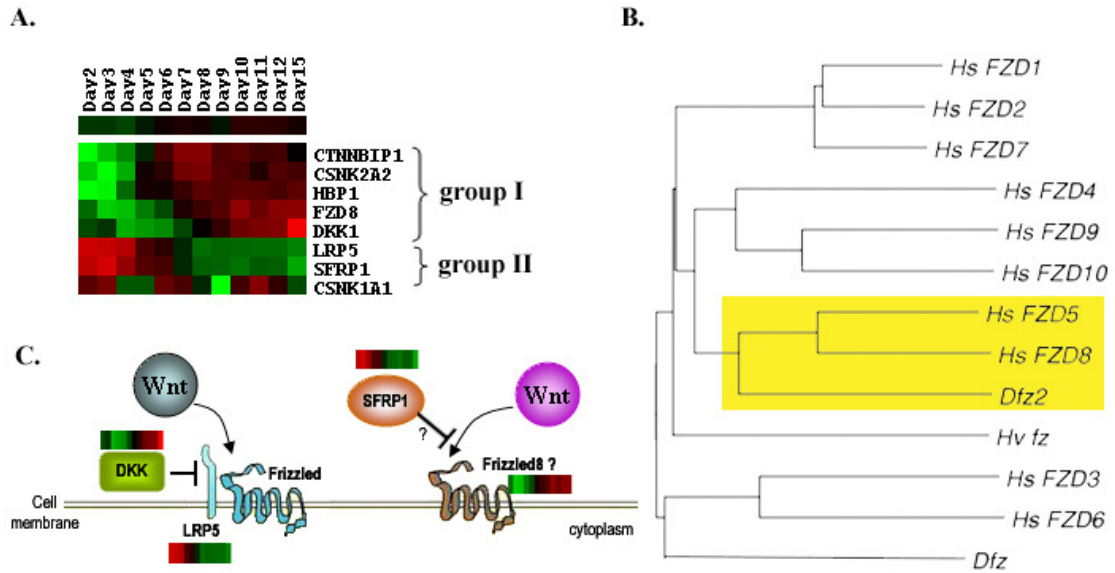 A.
Day2 Day3 Day4 Day5 Day6 Day7 Day8 Day9 Day10 Day11 Day12 Day15
CTNNBIP1
CSNK2A2
HBP1
FZD8
DKK1
LRP5
SFRP1
CSNK1A1
group I
group II
B.
Hs FZD1
Hs FZD2
Hs FZD7
Hs FZD4
Hs FZD9
Hs FZD10
Hs FZD5
Hs FZD8
Dfz2
Hv fz
Hs FZD3
Hs FZD6
Dfz
C.
Wnt
SFRP1
Wnt
?
DKK
Frizzled
Frizzled8 ?
Cell
membrane
LRP5
cytoplasm